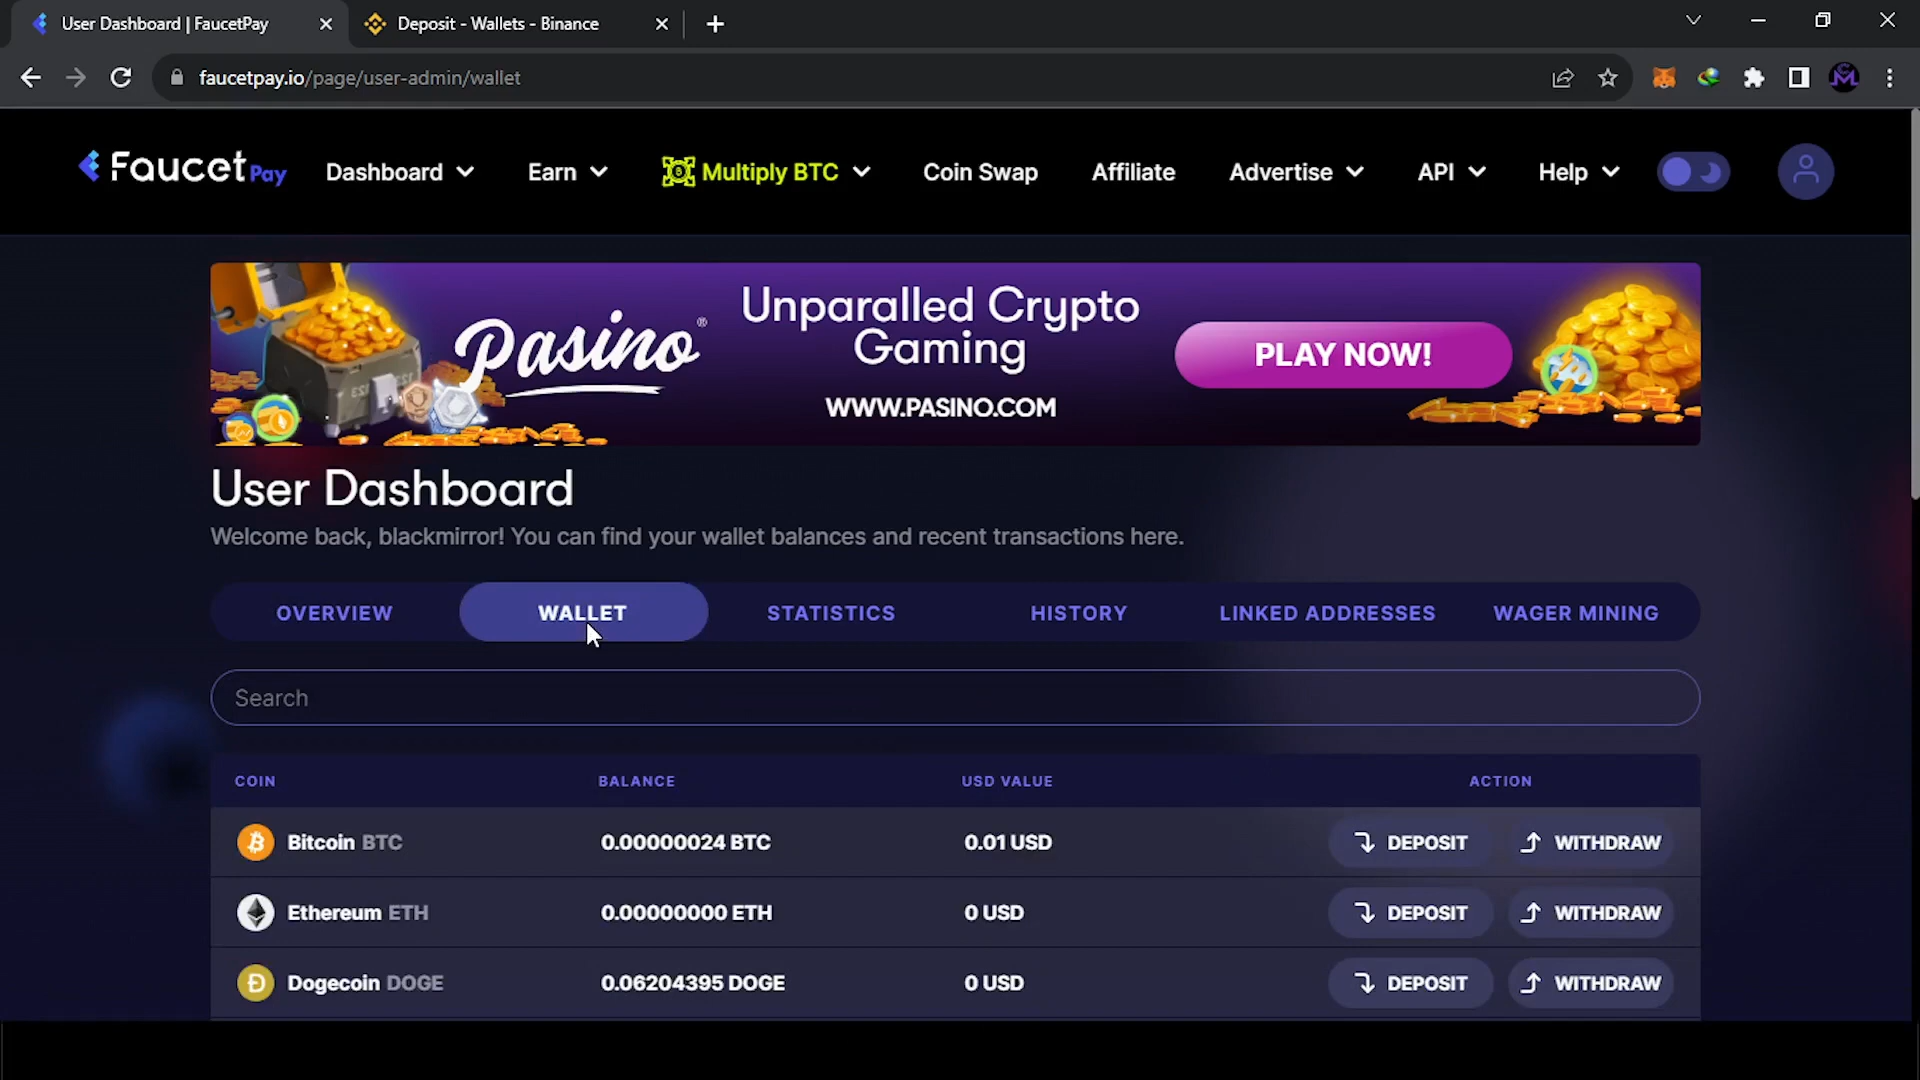 User Dashboard | FaucetPay
Deposit - Wallets - Binance
faucetpay.io/page/user-admin/wallet
FaucetPay Dashboard Earn Multiply BTC Coin Swap Affiliate Advertise API Help
Pasino®
Unparalled Crypto
Gaming
WWW.PASINO.COM
PLAY NOW!
User Dashboard
Welcome back, blackmirror! You can find your wallet balances and recent transactions here.
OVERVIEW WALLET STATISTICS HISTORY LINKED ADDRESSES WAGER MINING
Search
COIN BALANCE USD VALUE ACTION
Bitcoin BTC 0.00000024 BTC 0.01 USD DEPOSIT WITHDRAW
Ethereum ETH 0.00000000 ETH 0 USD DEPOSIT WITHDRAW
Dogecoin DOGE 0.06204395 DOGE 0 USD DEPOSIT WITHDRAW